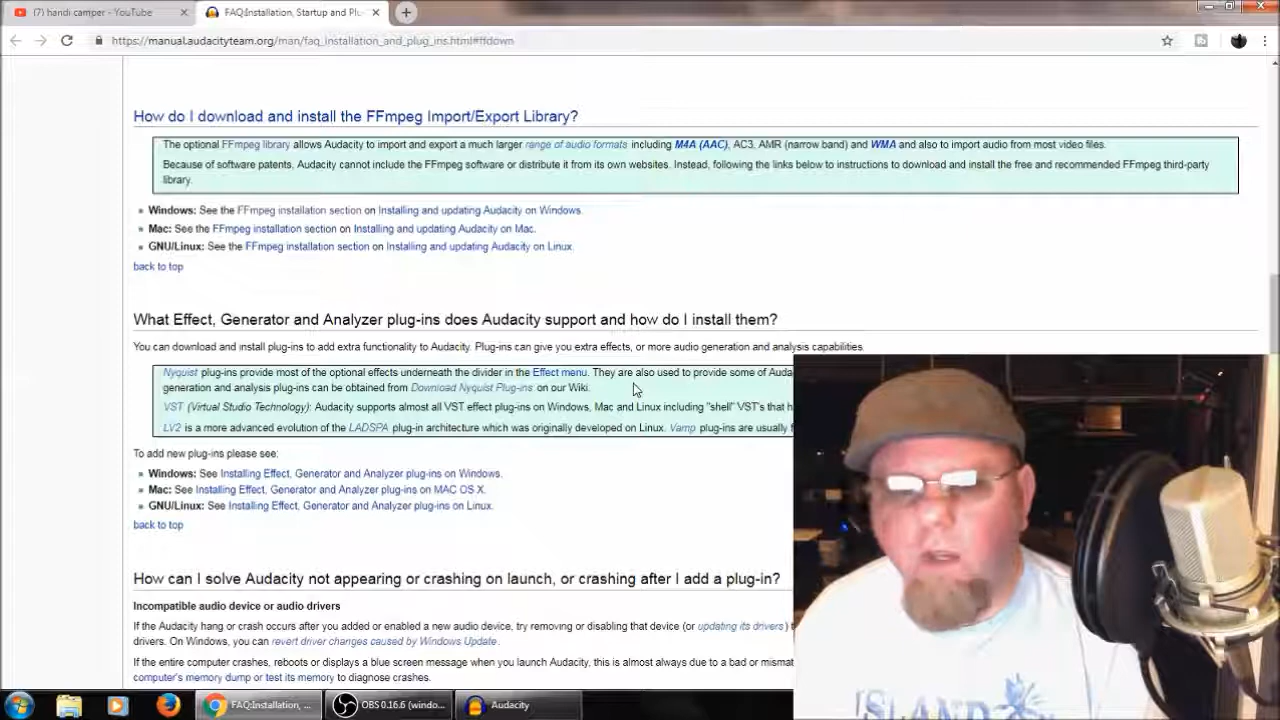 (7) handi camper - YouTube
FAQ:Installation, Startup and Plu
https://manual.audacityteam.org/man/faq_installation_and_plug_ins.html#ffdown
How do I download and install the FFmpeg Import/Export Library?
The optional FFmpeg library allows Audacity to import and export a much larger range of audio formats including M4A (AAC), AC3, AMR (narrow band) and WMA and also to import audio from most video files.
Because of software patents, Audacity cannot include the FFmpeg software or distribute it from its own websites. Instead, following the links below to instructions to download and install the free and recommended FFmpeg third-party
library.
Windows: See the FFmpeg installation section on Installing and updating Audacity on Windows.
Mac: See the FFmpeg installation section on Installing and updating Audacity on Mac.
GNU/Linux: See the FFmpeg installation section on Installing and updating Audacity on Linux.
back to top
What Effect, Generator and Analyzer plug-ins does Audacity support and how do I install them?
You can download and install plug-ins to add extra functionality to Audacity. Plug-ins can give you extra effects, or more audio generation and analysis capabilities.
Nyquist plug-ins provide most of the optional effects underneath the divider in the Effect menu. They are also used to provide some of Auda
generation and analysis plug-ins can be obtained from Download Nyquist Plug-ins on our Wiki.
VST (Virtual Studio Technology): Audacity supports almost all VST effect plug-ins on Windows, Mac and Linux including "shell" VST's that h
LV2 is a more advanced evolution of the LADSPA plug-in architecture which was originally developed on Linux. Vamp plug-ins are usually f
To add new plug-ins please see:
Windows: See Installing Effect, Generator and Analyzer plug-ins on Windows.
Mac: See Installing Effect, Generator and Analyzer plug-ins on MAC OS X.
GNU/Linux: See Installing Effect, Generator and Analyzer plug-ins on Linux.
back to top
How can I solve Audacity not appearing or crashing on launch, or crashing after I add a plug-in?
Incompatible audio device or audio drivers
If the Audacity hang or crash occurs after you added or enabled a new audio device, try removing or disabling that device (or updating its drivers) t
drivers. On Windows, you can revert driver changes caused by Windows Update.
If the entire computer crashes, reboots or displays a blue screen message when you launch Audacity, this is almost always due to a bad or mismat
computer's memory dump or test its memory to diagnose crashes.
ISLAND
FAQ:Installation, ...
OBS 0.16.6 (windo...
Audacity